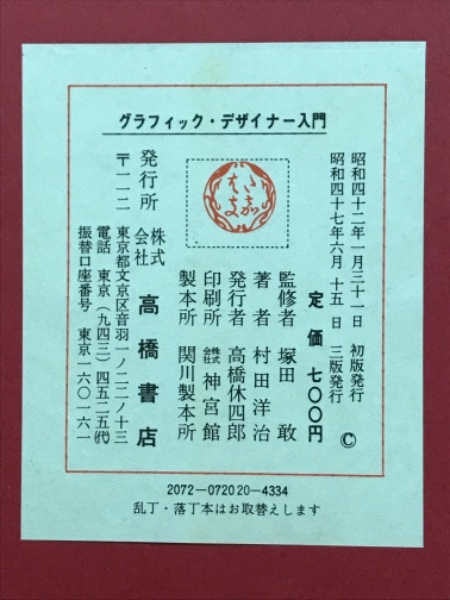 グラフィック・デザイナー入門
昭和四十二年一月三十一日 初版発行
昭和四十七年六月 十五 日 三版発行
定価 七〇〇円
©
監修者 塚田 敢
著者 村田洋治
発行者 高橋休四郎
印刷所 株式会社 神宮館
製本所 関川製本所
たかはし
発行所 株式会社 高橋書店
〒一一二 東京都文京区音羽一ノ二二ノ十三
電話 東京(九四三)四五二五(代)
振替口座番号 東京一六〇一六一
2072—072020—4334
乱丁・落丁本はお取替えします